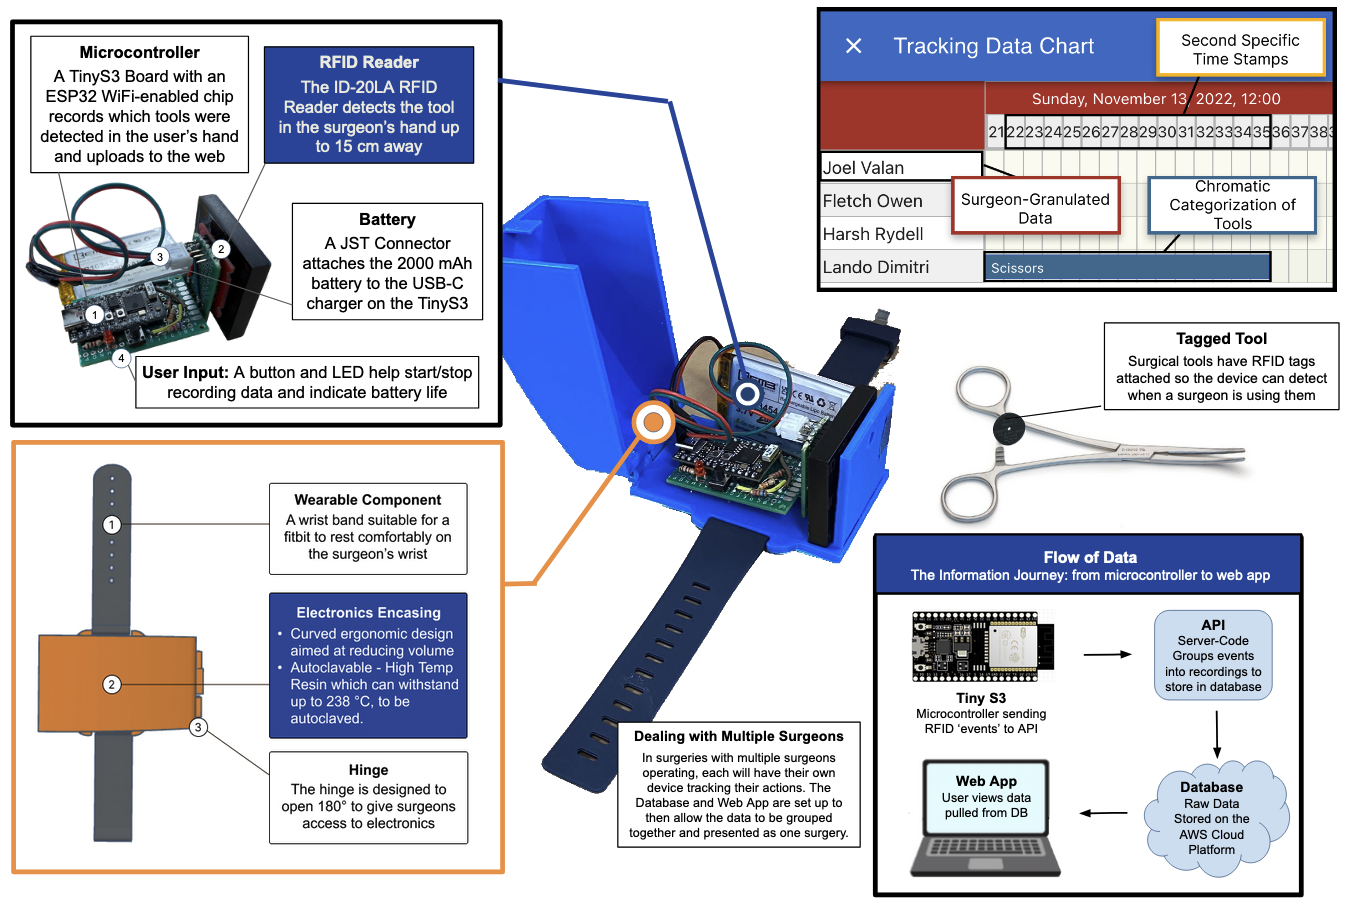 Microcontroller
A TinyS3 Board with an
ESP32 WiFi-enabled chip
records which tools were
detected in the user's hand
and uploads to the web
RFID Reader
The ID-20LA RFID
Reader detects the tool
in the surgeon's hand up
to 15 cm away
Battery
A JST Connector
attaches the 2000 mAh
battery to the USB-C
charger on the TinyS3
1
2
3
4
User Input: A button and LED help start/stop
recording data and indicate battery life
Tracking Data Chart
Second Specific
Time Stamps
Sunday, November 13, 2022, 12:00
21 22 23 24 25 26 27 28 29 30 31 32 33 34 35 36 37 38
Joel Valan
Fletch Owen
Harsh Rydell
Lando Dimitri
Surgeon-Granulated
Data
Chromatic
Categorization of
Tools
Scissors
Tagged Tool
Surgical tools have RFID tags
attached so the device can detect
when a surgeon is using them
1
2
3
Wearable Component
A wrist band suitable for a
fitbit to rest comfortably on
the surgeon's wrist
Electronics Encasing
• Curved ergonomic design
aimed at reducing volume
• Autoclavable - High Temp
Resin which can withstand
up to 238 °C, to be
autoclaved.
Hinge
The hinge is designed to
open 180° to give surgeons
access to electronics
Dealing with Multiple Surgeons
In surgeries with multiple surgeons
operating, each will have their own
device tracking their actions. The
Database and Web App are set up to
then allow the data to be grouped
together and presented as one surgery.
Flow of Data
The Information Journey: from microcontroller to web app
Tiny S3
Microcontroller sending
RFID 'events' to API
API
Server-Code
Groups events
into recordings to
store in database
Database
Raw Data
Stored on the
AWS Cloud
Platform
Web App
User views data
pulled from DB